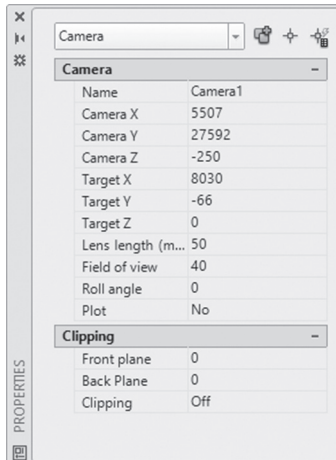 Camera
Camera
Name Camera1
Camera X 5507
Camera Y 27592
Camera Z -250
Target X 8030
Target Y -66
Target Z 0
Lens length (m... 50
Field of view 40
Roll angle 0
Plot No
Clipping
Front plane 0
Back Plane 0
Clipping Off
PROPERTIES